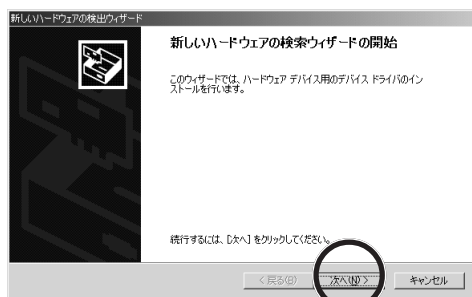 新しいハードウェアの検出ウィザード
新しいハードウェアの検索ウィザードの開始
このウィザードでは、ハードウェア デバイス用のデバイス ドライバのイン
ストールを行います。
続行するには、[次へ] をクリックしてください。
< 戻る(B)
次へ(N) >
キャンセル